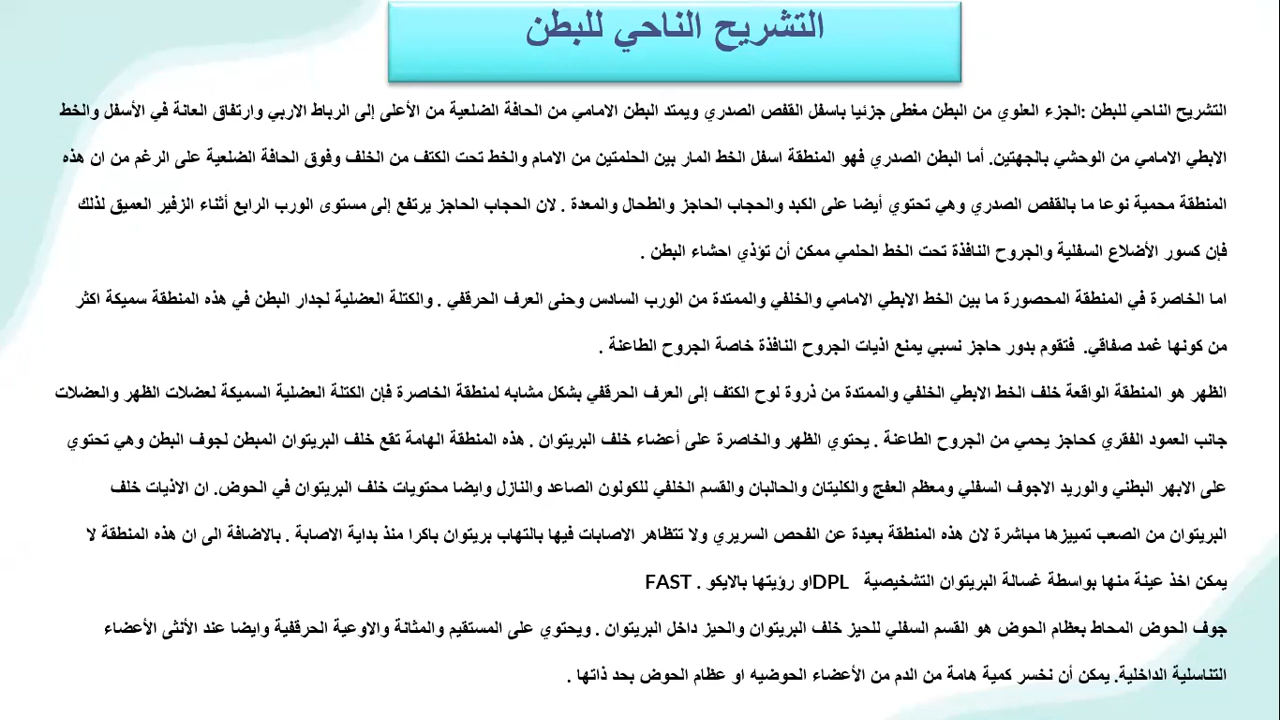 التشريح الناحي للبطن
التشريح الناحي للبطن :الجزء العلوي من البطن مغطى جزئيا باسفل القفص الصدري ويمتد البطن الامامي من الحافة الضلعية من الأعلى إلى الرباط الاربي وارتفاق العانة في الأسفل والخط
الابطي الامامي من الوحشي بالجهتين. أما البطن الصدري فهو المنطقة اسفل الخط المار بين الحلمتين من الامام والخط تحت الكتف من الخلف وفوق الحافة الضلعية على الرغم من ان هذه
المنطقة محمية نوعا ما بالقفص الصدري وهي تحتوي أيضا على الكبد والحجاب الحاجز والطحال والمعدة . لان الحجاب الحاجز يرتفع إلى مستوى الورب الرابع أثناء الزفير العميق لذلك
فإن كسور الأضلاع السفلية والجروح النافذة تحت الخط الحلمي ممكن أن تؤذي احشاء البطن .
اما الخاصرة في المنطقة المحصورة ما بين الخط الابطي الامامي والخلفي والممتدة من الورب السادس وحنى العرف الحرقفي . والكتلة العضلية لجدار البطن في هذه المنطقة سميكة اكثر
من كونها غمد صفاقي. فتقوم بدور حاجز نسبي يمنع اذيات الجروح النافذة خاصة الجروح الطاعنة .
الظهر هو المنطقة الواقعة خلف الخط الابطي الخلفي والممتدة من ذروة لوح الكتف إلى العرف الحرقفي بشكل مشابه لمنطقة الخاصرة فإن الكتلة العضلية السميكة لعضلات الظهر والعضلات
جانب العمود الفقري كحاجز يحمي من الجروح الطاعنة . يحتوي الظهر والخاصرة على أعضاء خلف البريتوان . هذه المنطقة الهامة تقع خلف البريتوان المبطن لجوف البطن وهي تحتوي
على الابهر البطني والوريد الاجوف السفلي ومعظم العفج والكليتان والحالبان والقسم الخلفي للكولون الصاعد والنازل وايضا محتويات خلف البريتوان في الحوض. ان الاذيات خلف
البريتوان من الصعب تمييزها مباشرة لان هذه المنطقة بعيدة عن الفحص السريري ولا تتظاهر الاصابات فيها بالتهاب بريتوان باكرا منذ بداية الاصابة . بالاضافة الى ان هذه المنطقة لا
يمكن اخذ عينة منها بواسطة غسالة البريتوان التشخيصية DPLاو رؤيتها بالايكو . FAST
جوف الحوض المحاط بعظام الحوض هو القسم السفلي للحيز خلف البريتوان والحيز داخل البريتوان . ويحتوي على المستقيم والمثانة والاوعية الحرقفية وايضا عند الأنثى الأعضاء
التناسلية الداخلية. يمكن أن نخسر كمية هامة من الدم من الأعضاء الحوضيه او عظام الحوض بحد ذاتها .